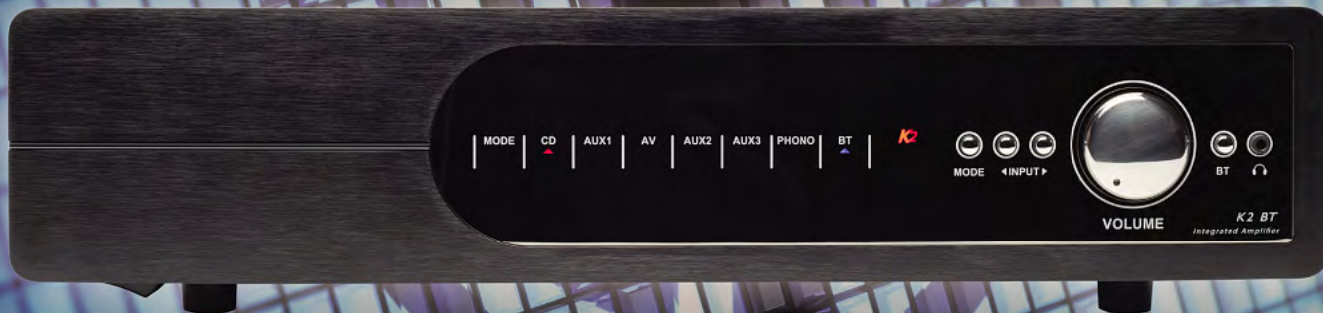 MODE CD AUX1 AV AUX2 AUX3 PHONO BT
K2
MODE ◀INPUT▶
VOLUME
BT
K2 BT
Integrated Amplifier